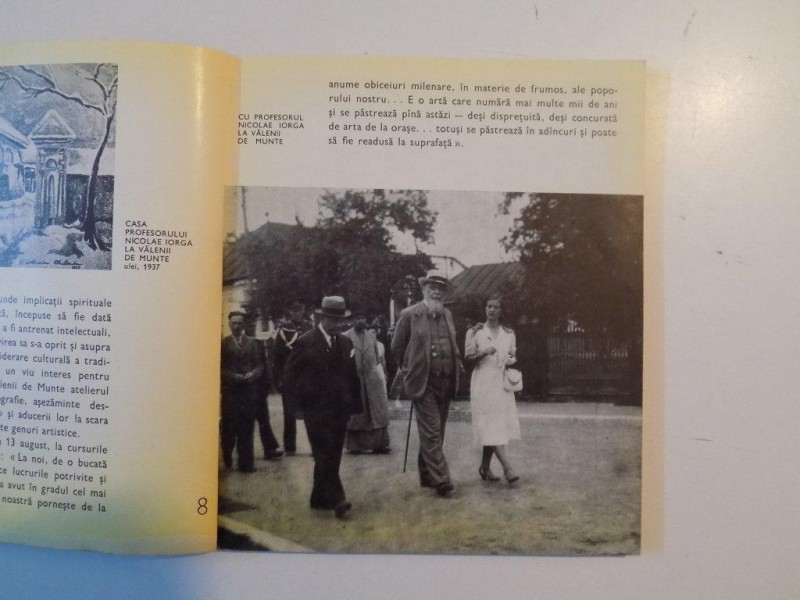 CASA
PROFESORULUI
NICOLAE IORGA
LA VĂLENII
DE MUNTE
ulei, 1937
implicații spirituale
începuse să fie dată
a fi antrenat intelectuali,
sa s-a oprit și asupra
culturală a tradi-
un viu interes pentru
de Munte atelierul
așezăminte des-
și aducerii lor la scara
genuri artistice.
13 august, la cursurile
: « La noi, de o bucată
lucrurile potrivite și
a avut în gradul cel mai
noastră pornește de la
8
CU PROFESORUL
NICOLAE IORGA
LA VĂLENII
DE MUNTE
anume obiceiuri milenare, în materie de frumos, ale popo-
rului nostru. . . E o artă care numără mai multe mii de ani
și se păstrează pînă astăzi — deși disprețuită, deși concurată
de arta de la orașe. . . totuși se păstrează în adîncuri și poate
să fie readusă la suprafață ».